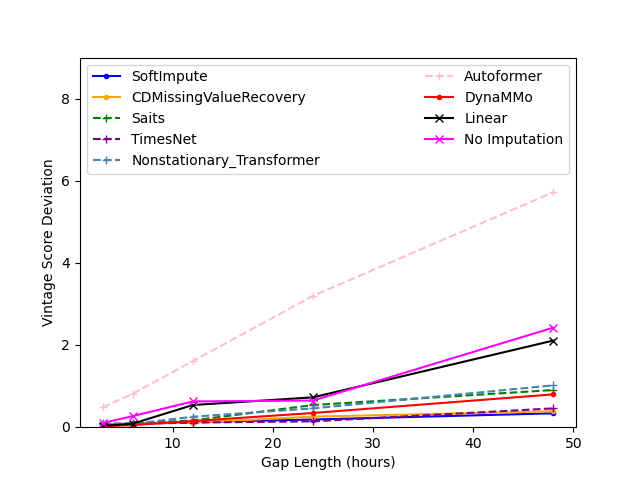 SoftImpute
CDMissingValueRecovery
Saits
TimesNet
Nonstationary_Transformer
Autoformer
DynaMMo
Linear
No Imputation
8
6
4
2
0
Vintage Score Deviation
10 20 30 40 50
Gap Length (hours)